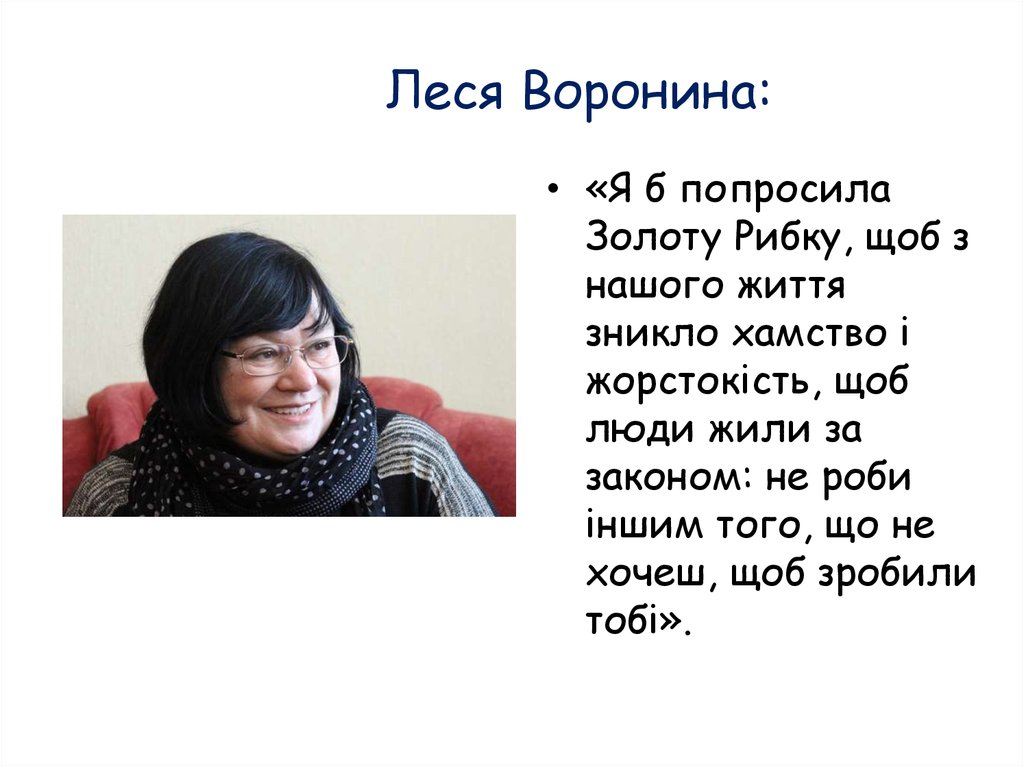 Леся Воронина:
• «Я б попросила
Золоту Рибку, щоб з
нашого життя
зникло хамство і
жорстокість, щоб
люди жили за
законом: не роби
іншим того, що не
хочеш, щоб зробили
тобі».